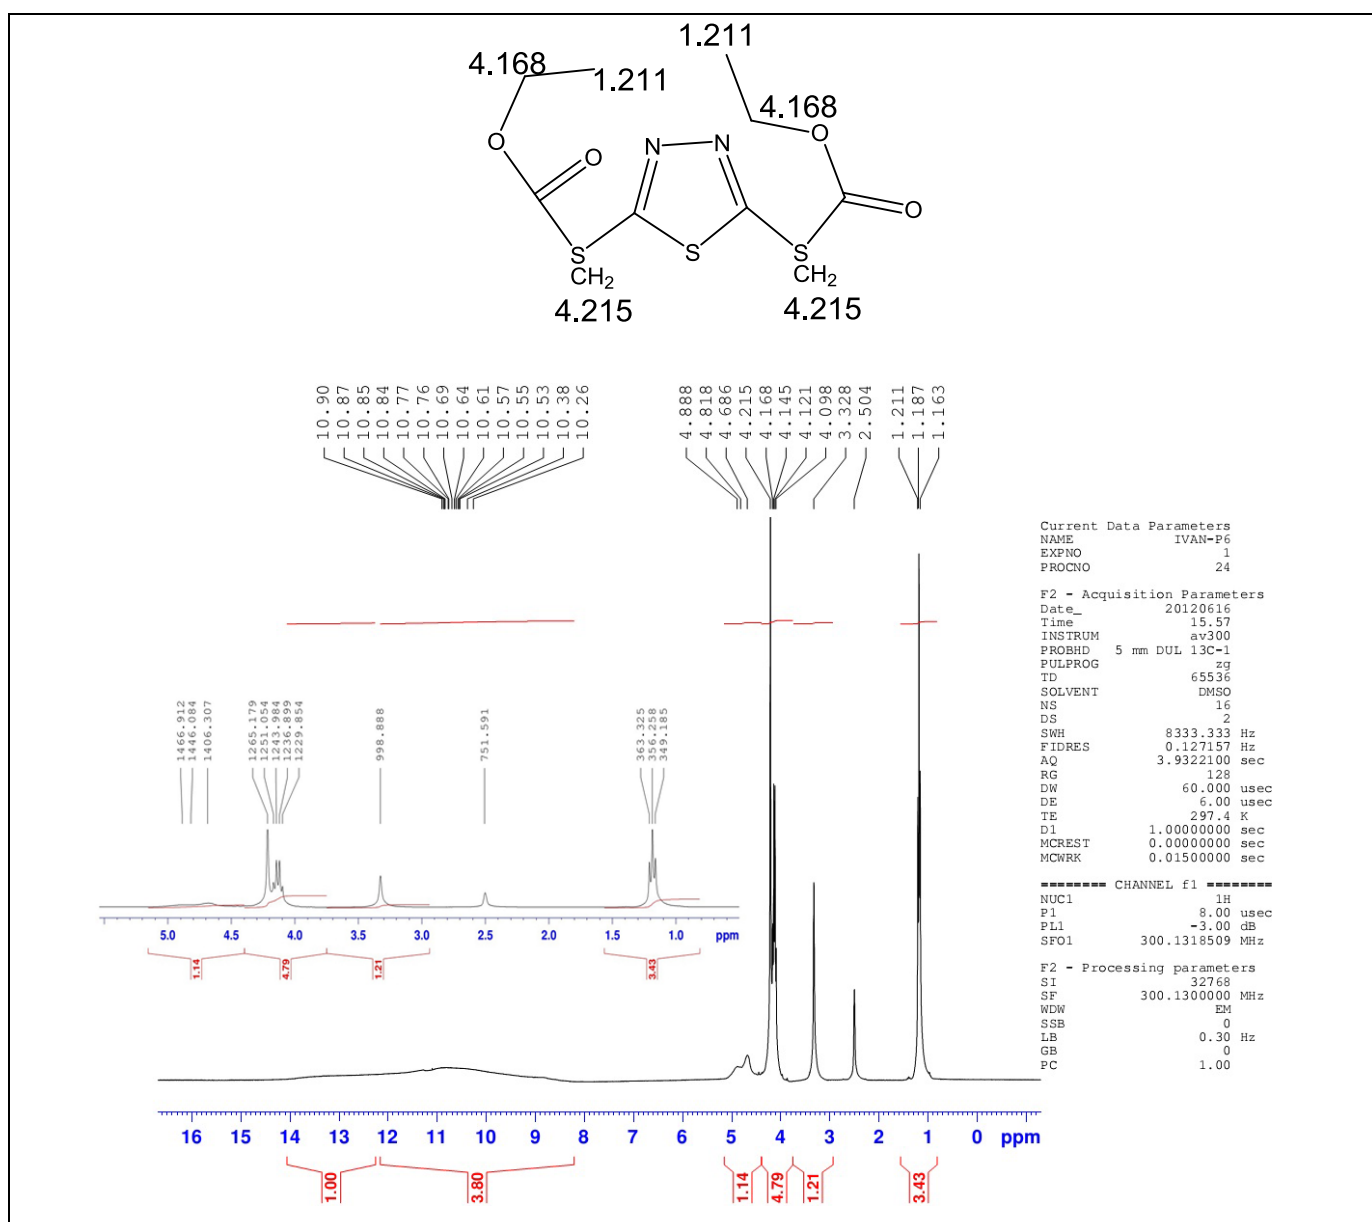 1.211
4.168
1.211
4.168
O
O
N
N
O
O
S
S
S
CH2
CH2
4.215
4.215
10.90
10.87
10.85
10.84
10.77
10.76
10.69
10.64
10.61
10.57
10.55
10.53
10.38
10.26
4.888
4.818
4.686
4.215
4.168
4.145
4.121
4.098
3.328
2.504
1.211
1.187
1.163
Current Data Parameters
NAME IVAN-P6
EXPNO 1
PROCNO 24
F2 - Acquisition Parameters
Date_ 20120616
Time 15.57
INSTRUM av300
PROBHD 5 mm DUL 13C-1
PULPROG zg
TD 65536
SOLVENT DMSO
NS 16
DS 2
SWH 8333.333 Hz
FIDRES 0.127157 Hz
AQ 3.9322100 sec
RG 128
DW 60.000 usec
DE 6.00 usec
TE 297.4 K
D1 1.00000000 sec
MCREST 0.00000000 sec
MCWRK 0.01500000 sec
======== CHANNEL f1 ========
NUC1 1H
P1 8.00 usec
PL1 -3.00 dB
SFO1 300.1318509 MHz
F2 - Processing parameters
SI 32768
SF 300.1300000 MHz
WDW EM
SSB 0
LB 0.30 Hz
GB 0
PC 1.00
1466.912
1446.084
1406.307
1265.179
1251.054
1243.984
1236.899
1229.854
998.888
751.591
363.325
356.258
349.185
5.0 4.5 4.0 3.5 3.0 2.5 2.0 1.5 1.0 ppm
1.14
4.79
1.21
3.43
16 15 14 13 12 11 10 9 8 7 6 5 4 3 2 1 0 ppm
1.00
3.80
1.14
4.79
1.21
3.43